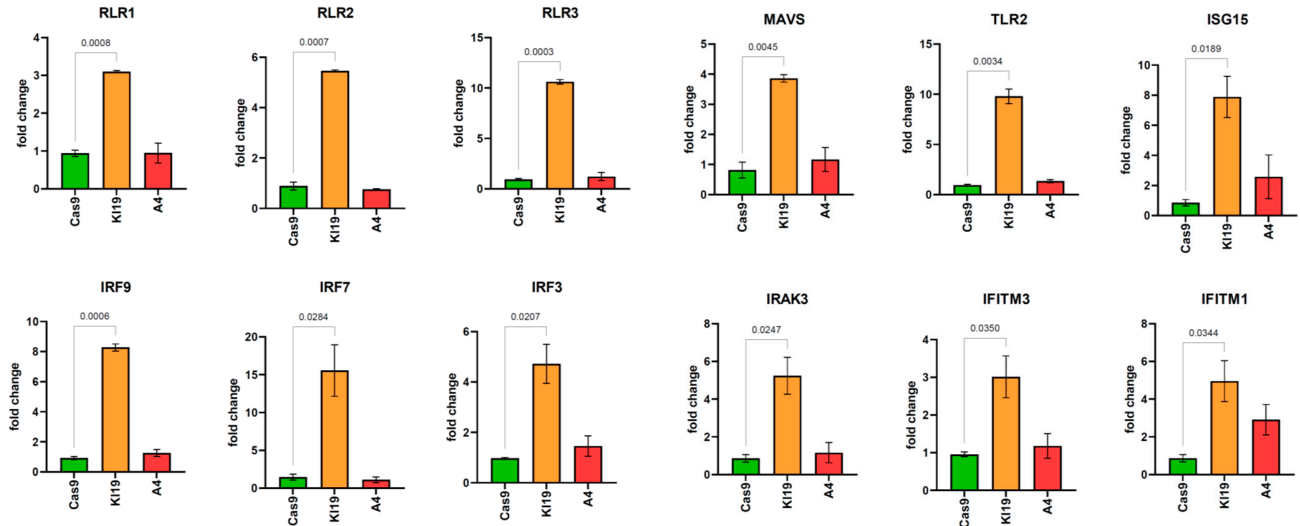 RLR1
0.0008
fold change
4
3
2
1
0
Cas9
KI19
A4
RLR2
0.0007
fold change
6
4
2
0
Cas9
KI19
A4
RLR3
0.0003
fold change
15
10
5
0
Cas9
KI19
A4
MAVS
0.0045
fold change
5
4
3
2
1
0
Cas9
KI19
A4
TLR2
0.0034
fold change
15
10
5
0
Cas9
KI19
A4
ISG15
0.0189
fold change
10
8
6
4
2
0
Cas9
KI19
A4
IRF9
0.0006
fold change
10
8
6
4
2
0
Cas9
KI19
A4
IRF7
0.0284
fold change
20
15
10
5
0
Cas9
KI19
A4
IRF3
0.0207
fold change
6
4
2
0
Cas9
KI19
A4
IRAK3
0.0247
fold change
8
6
4
2
0
Cas9
KI19
A4
IFITM3
0.0350
fold change
4
3
2
1
0
Cas9
KI19
A4
IFITM1
0.0344
fold change
8
6
4
2
0
Cas9
KI19
A4